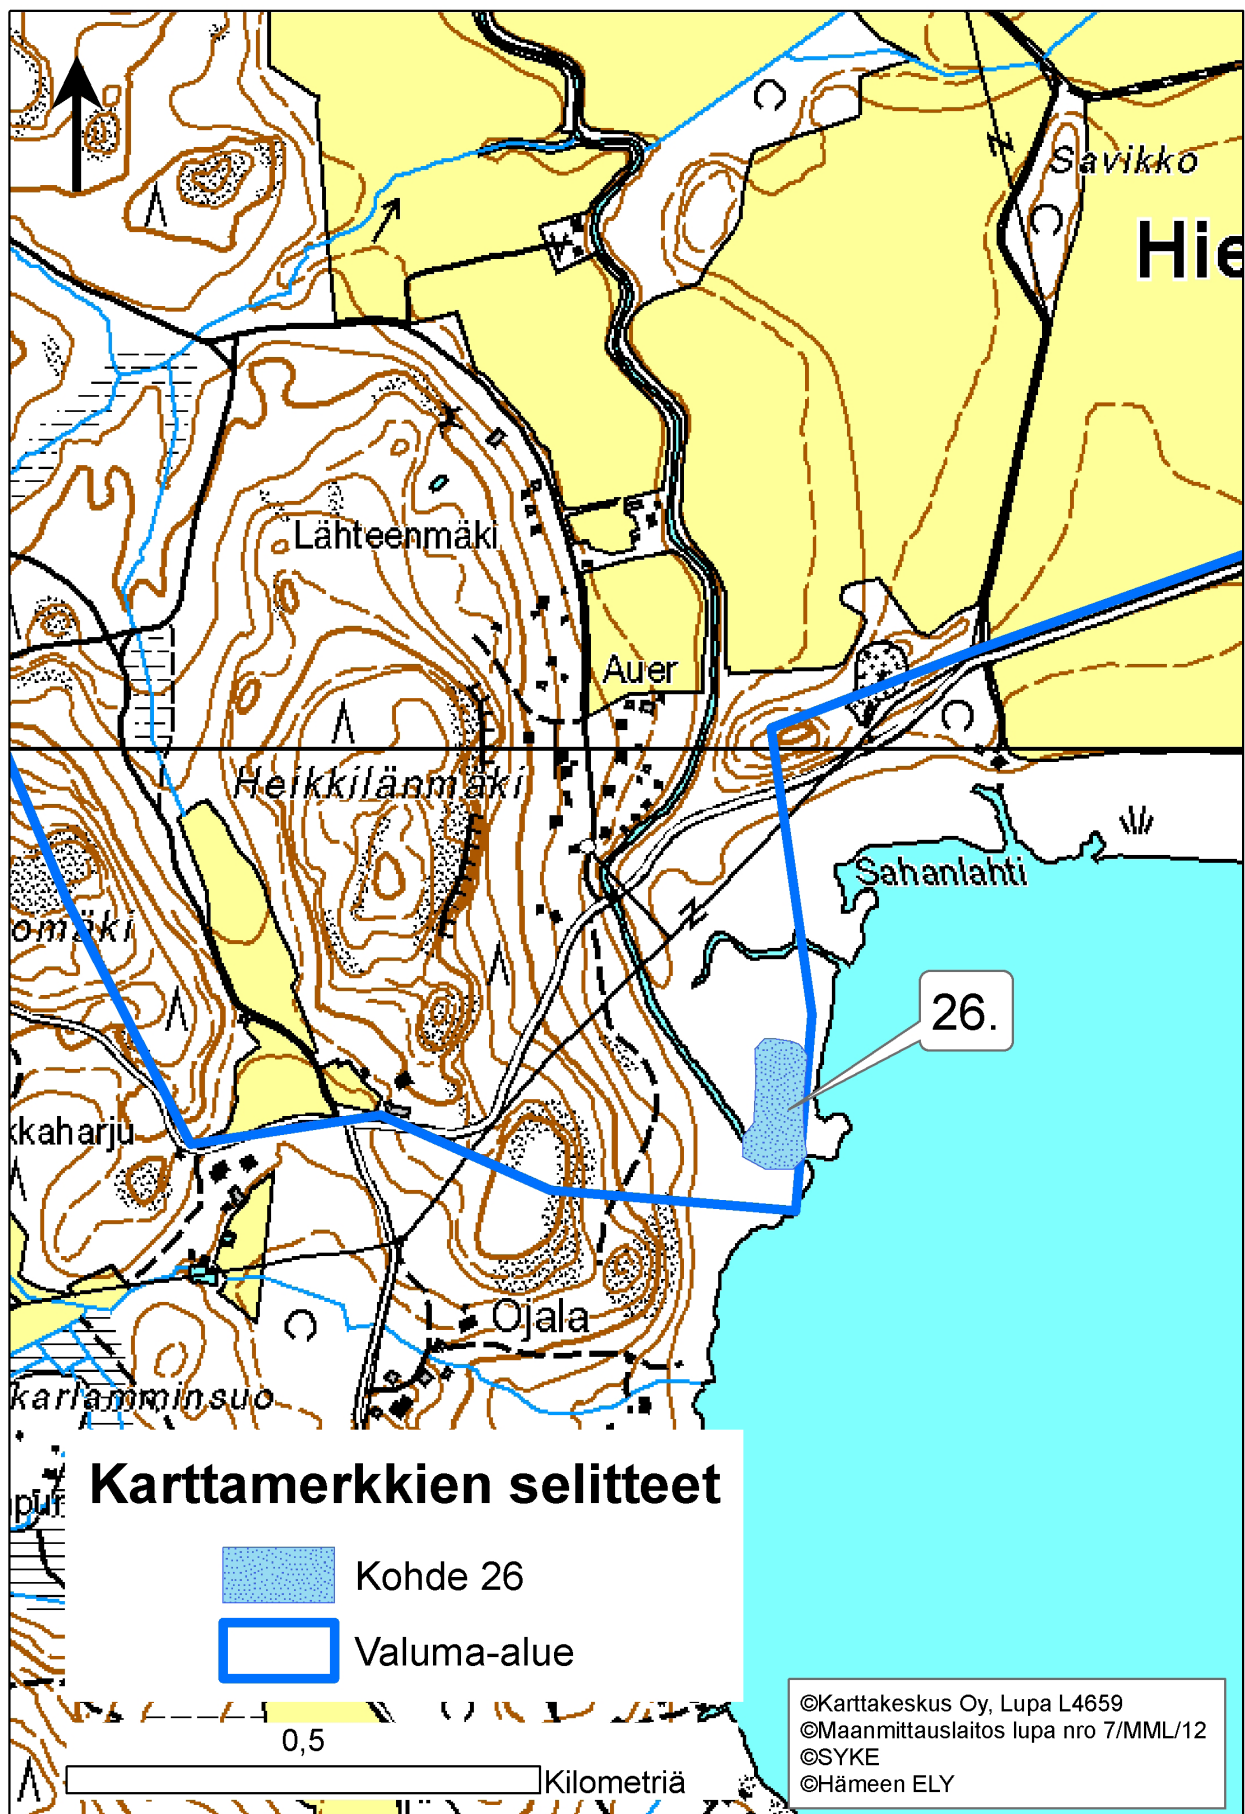 Savikko
Hie
Lähteenmäki
Auer
Heikkilänmäki
Sahanlahti
omäki
26.
kkaharju
Ojala
karlamminsuo
Karttamerkkien selitteet
Kohde 26
Valuma-alue
0,5
Kilometriä
©Karttakeskus Oy, Lupa L4659
©Maanmittauslaitos lupa nro 7/MML/12
©SYKE
©Hämeen ELY